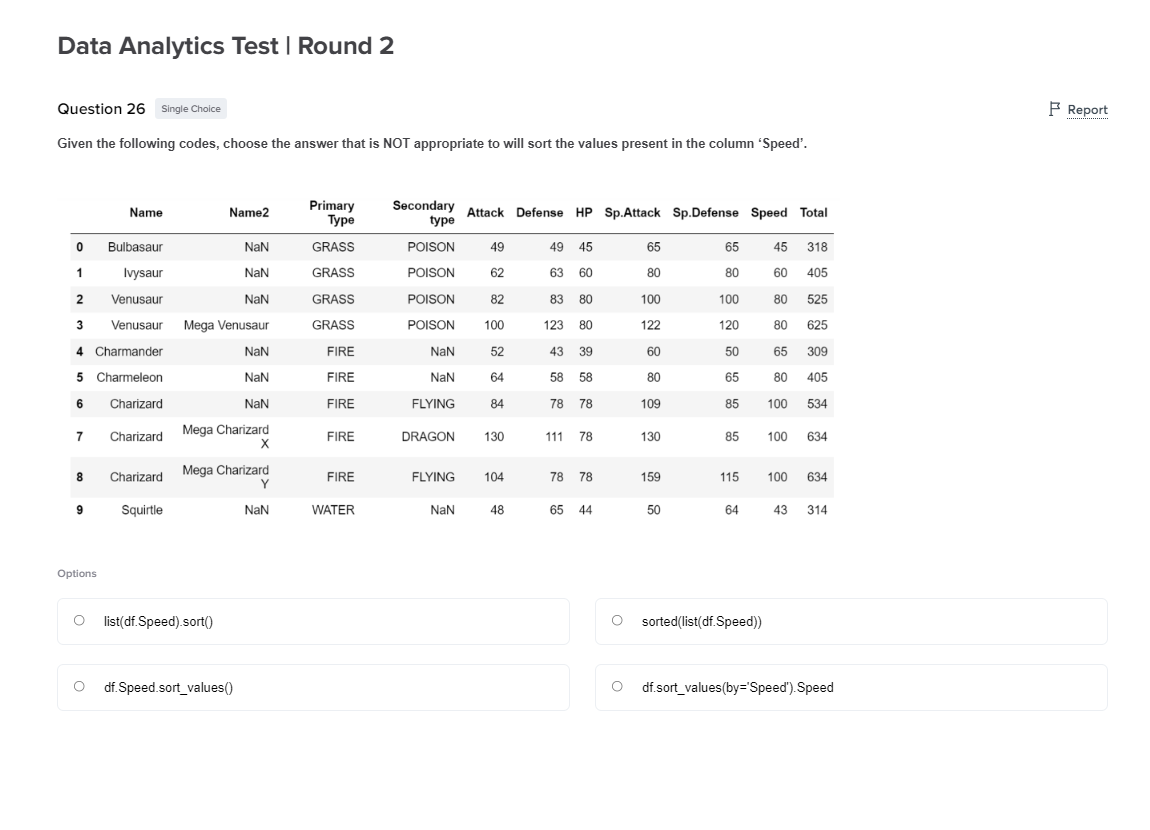 Data Analytics Test | Round 2
Question 26 Single Choice Report
Given the following codes, choose the answer that is NOT appropriate to will sort the values present in the column ‘Speed’.
Name Name2 Primary Type Secondary type Attack Defense HP Sp.Attack Sp.Defense Speed Total
0 Bulbasaur NaN GRASS POISON 49 49 45 65 65 45 318
1 Ivysaur NaN GRASS POISON 62 63 60 80 80 60 405
2 Venusaur NaN GRASS POISON 82 83 80 100 100 80 525
3 Venusaur Mega Venusaur GRASS POISON 100 123 80 122 120 80 625
4 Charmander NaN FIRE NaN 52 43 39 60 50 65 309
5 Charmeleon NaN FIRE NaN 64 58 58 80 65 80 405
6 Charizard NaN FIRE FLYING 84 78 78 109 85 100 534
7 Charizard Mega Charizard X FIRE DRAGON 130 111 78 130 85 100 634
8 Charizard Mega Charizard Y FIRE FLYING 104 78 78 159 115 100 634
9 Squirtle NaN WATER NaN 48 65 44 50 64 43 314
Options
list(df.Speed).sort()
sorted(list(df.Speed))
df.Speed.sort_values()
df.sort_values(by='Speed').Speed